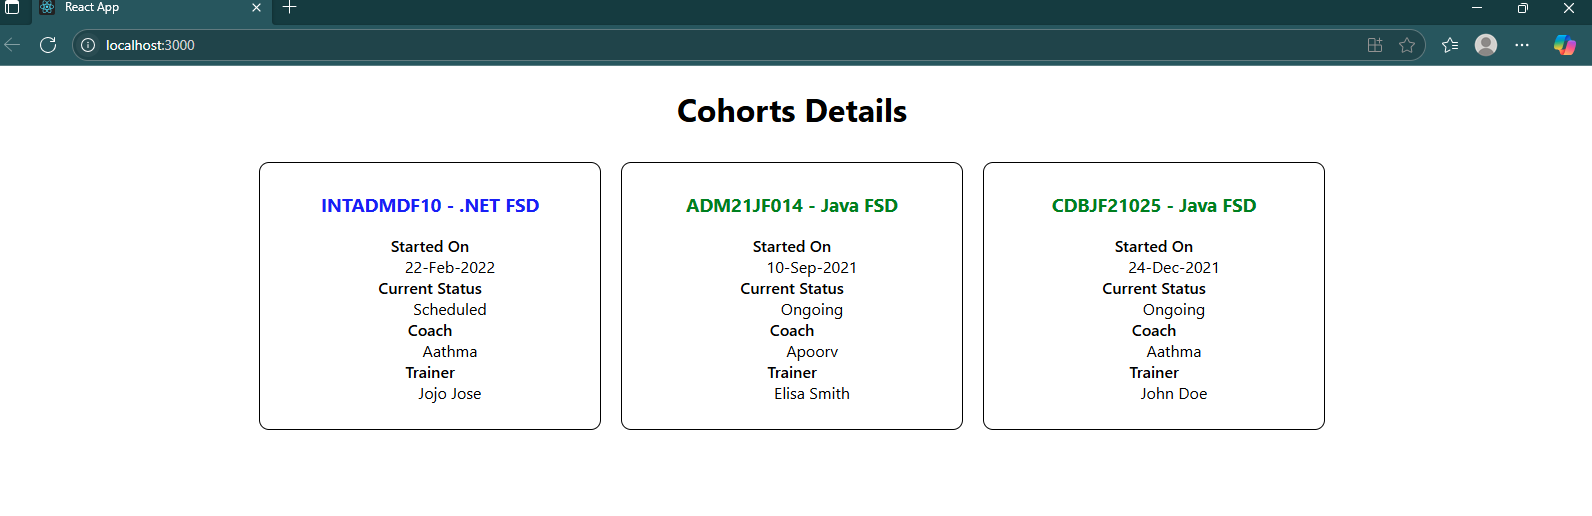 React App
localhost:3000
Cohorts Details
INTADMDF10 - .NET FSD
Started On
22-Feb-2022
Current Status
Scheduled
Coach
Aathma
Trainer
Jojo Jose
ADM21JF014 - Java FSD
Started On
10-Sep-2021
Current Status
Ongoing
Coach
Apoorv
Trainer
Elisa Smith
CDBJF21025 - Java FSD
Started On
24-Dec-2021
Current Status
Ongoing
Coach
Aathma
Trainer
John Doe